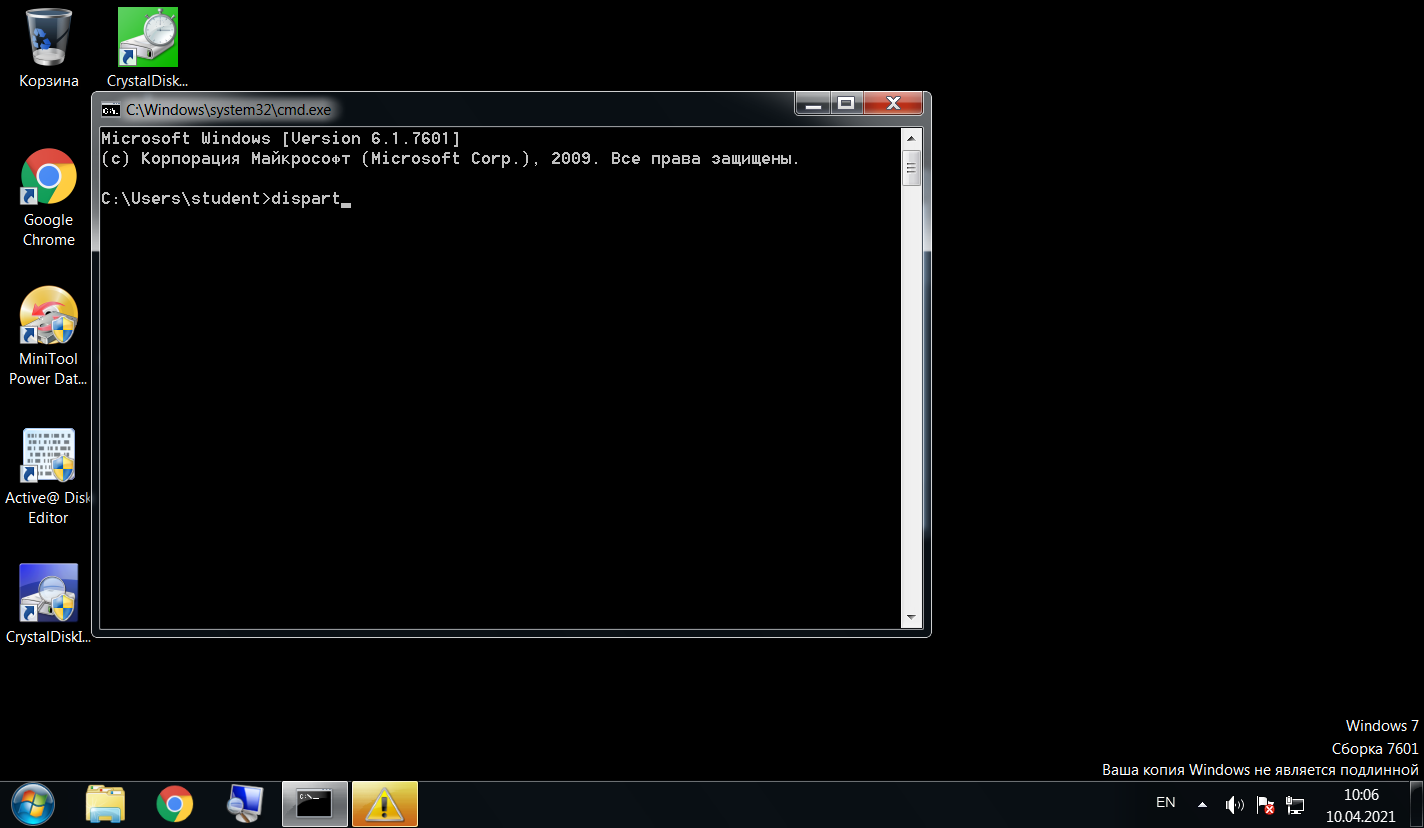 Корзина
CrystalDisk...
C:\Windows\system32\cmd.exe
Microsoft Windows [Version 6.1.7601]
(c) Корпорация Майкрософт (Microsoft Corp.), 2009. Все права защищены.
C:\Users\student>dispart_
Google
Chrome
MiniTool
Power Dat...
Active@ Disk
Editor
CrystalDiskI...
Windows 7
Сборка 7601
Ваша копия Windows не является подлинной
EN
10:06
10.04.2021